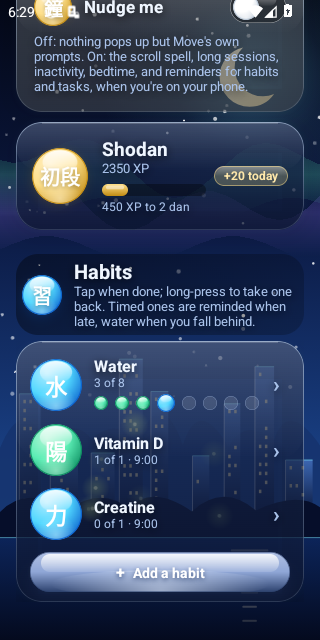 6:29
鐘 Nudge me
Off: nothing pops up but Move's own
prompts. On: the scroll spell, long sessions,
inactivity, bedtime, and reminders for habits
and tasks, when you're on your phone.
初段
Shodan
2350 XP
+20 today
450 XP to 2 dan
習
Habits
Tap when done; long-press to take one
back. Timed ones are reminded when
late, water when you fall behind.
水
Water
3 of 8
陽
Vitamin D
1 of 1 · 9:00
力
Creatine
0 of 1 · 9:00
+ Add a habit